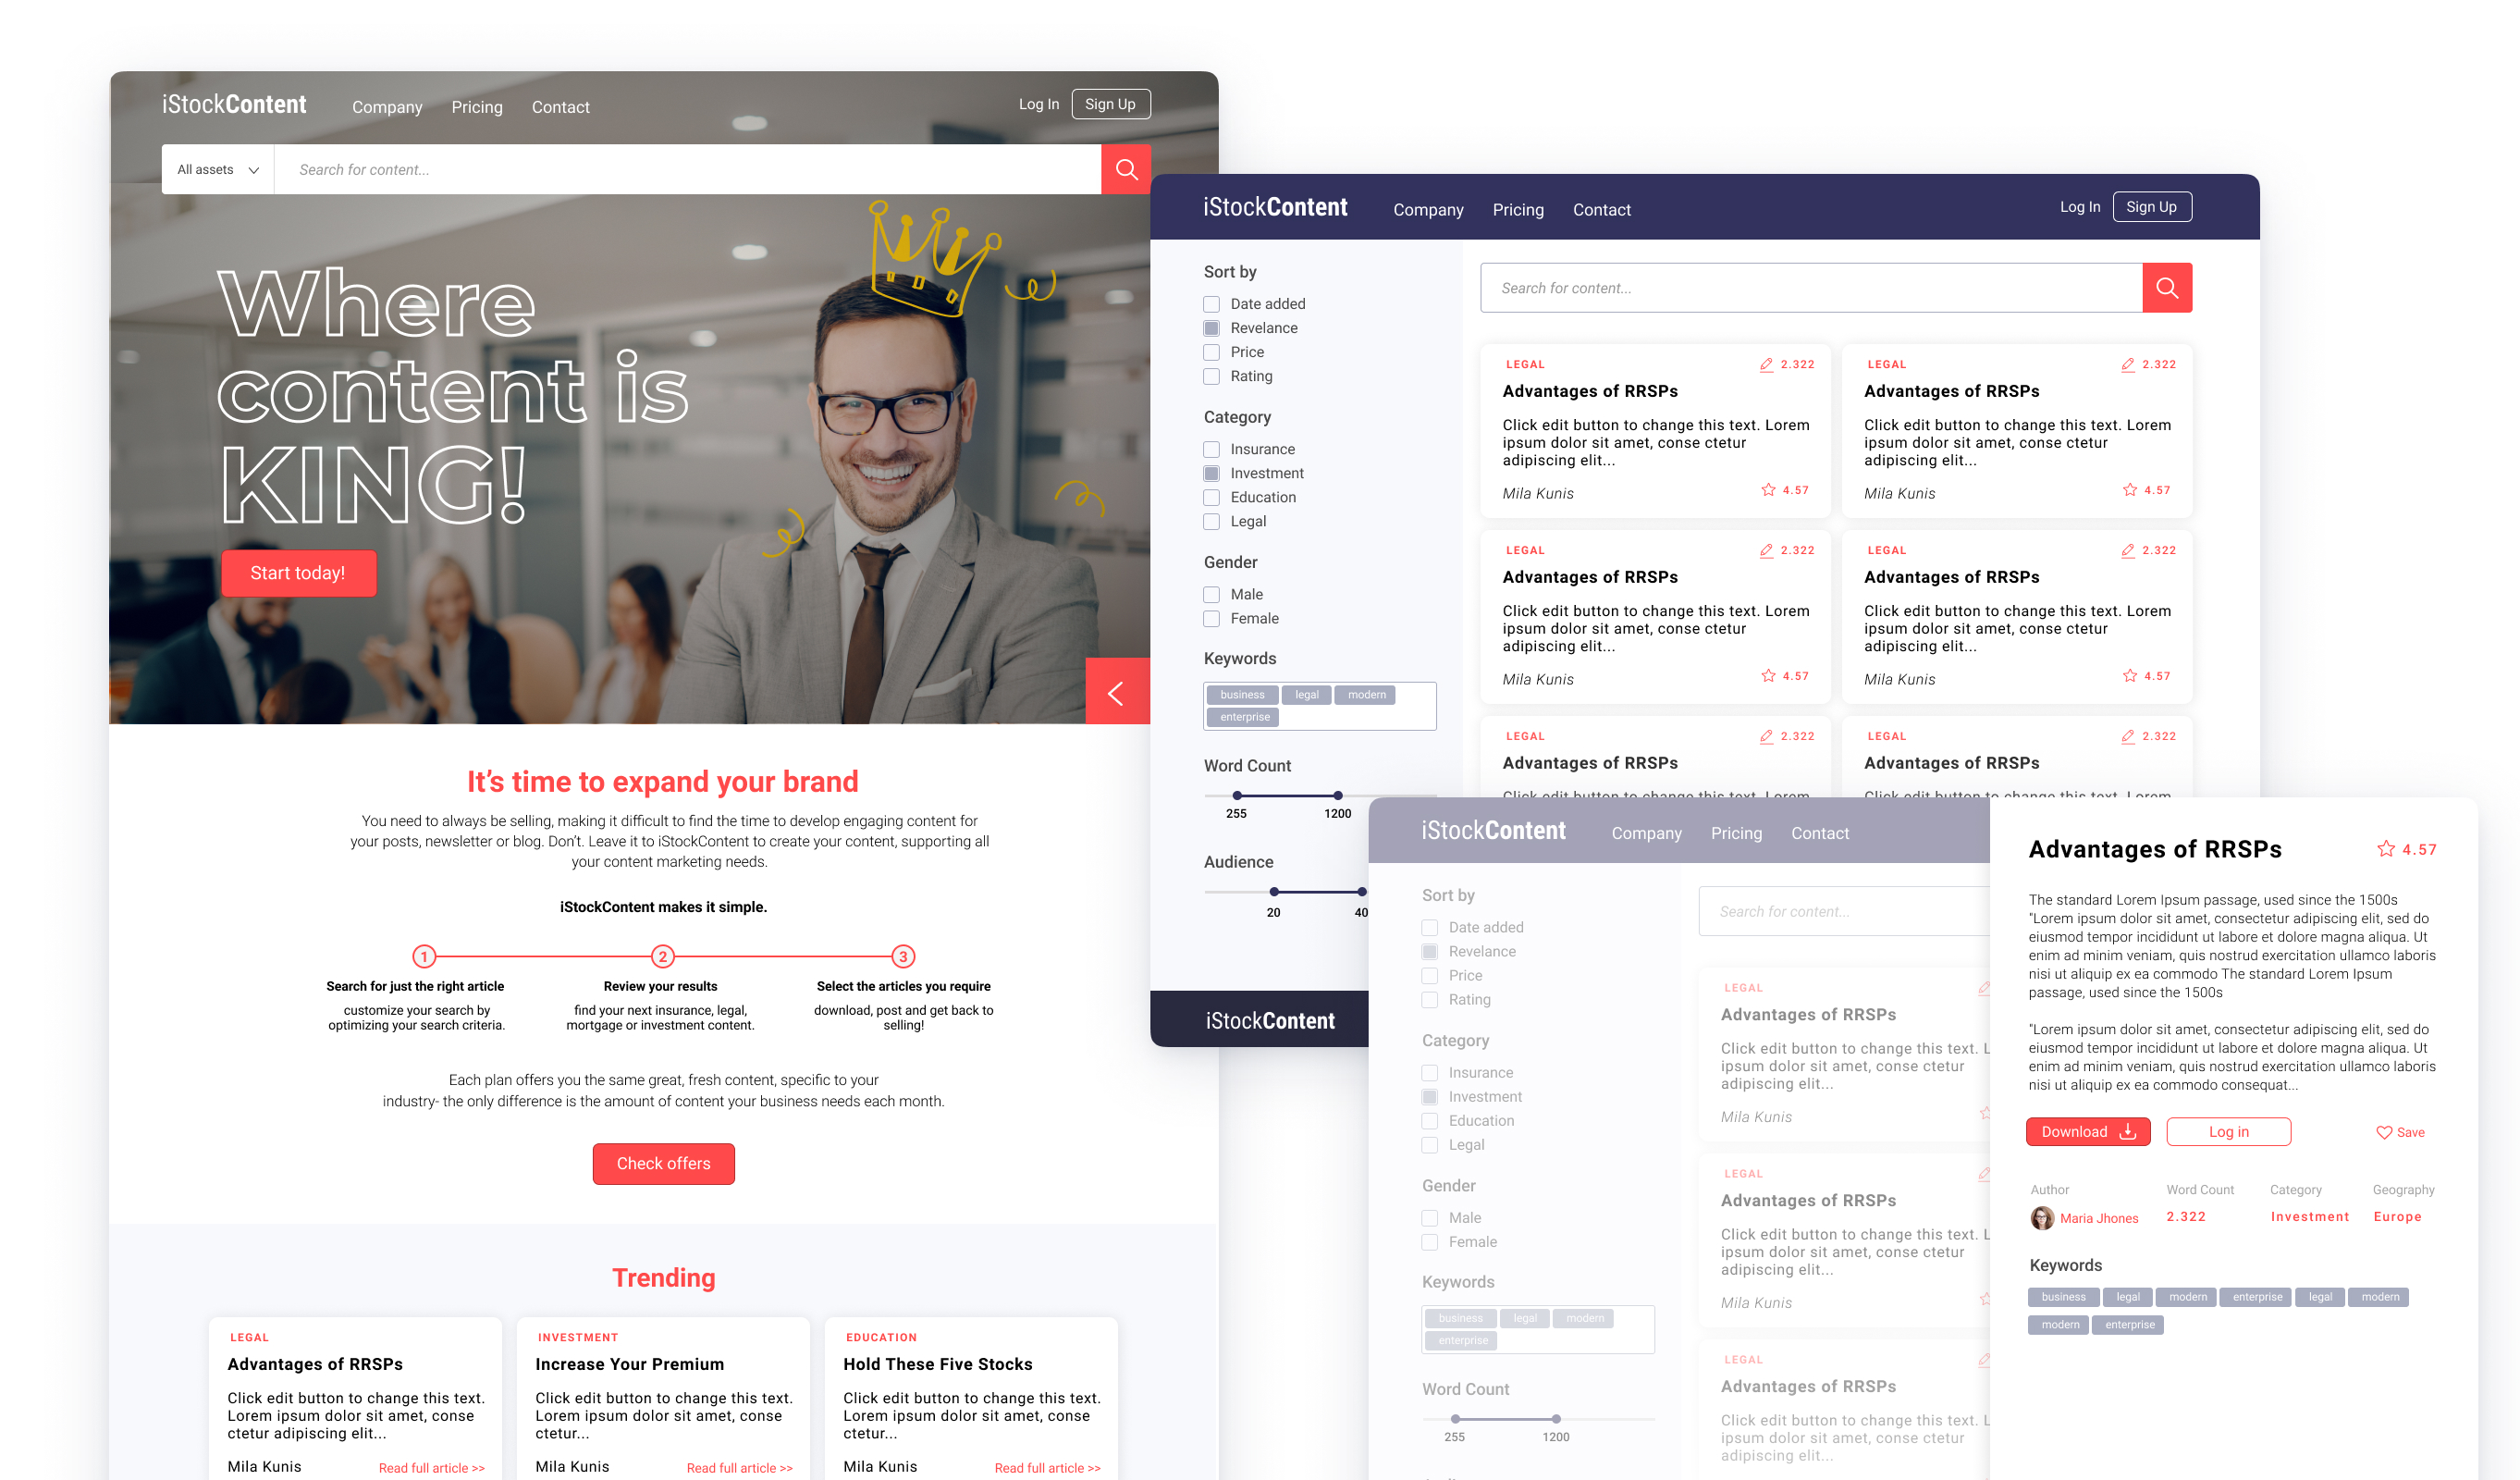 iStockContent
Company Pricing Contact
Log In Sign Up
All assets
Search for content...
Where
content is
KING!
Start today!
It's time to expand your brand
You need to always be selling, making it difficult to find the time to develop engaging content for
your posts, newsletter or blog. Don't. Leave it to iStockContent to create your content, supporting all
your content marketing needs.
iStockContent makes it simple.
1 2 3
Search for just the right article
customize your search by
optimizing your search criteria.
Review your results
find your next insurance, legal,
mortgage or investment content.
Select the articles you require
download, post and get back to
selling!
Each plan offers you the same great, fresh content, specific to your
industry- the only difference is the amount of content your business needs each month.
Check offers
Trending
LEGAL
Advantages of RRSPs
Click edit button to change this text.
Lorem ipsum dolor sit amet, conse
ctetur adipiscing elit...
Mila Kunis Read full article >>
INVESTMENT
Increase Your Premium
Click edit button to change this text.
Lorem ipsum dolor sit amet, conse
ctetur...
Mila Kunis Read full article >>
EDUCATION
Hold These Five Stocks
Click edit button to change this text.
Lorem ipsum dolor sit amet, conse
ctetur...
Mila Kunis Read full article >>
iStockContent
Company Pricing Contact
Log In Sign Up
Sort by
Date added
Revelance
Price
Rating
Category
Insurance
Investment
Education
Legal
Gender
Male
Female
Keywords
business legal modern
enterprise
Word Count
255 1200
Audience
20 40
iStockContent
Search for content...
LEGAL 2.322
Advantages of RRSPs
Click edit button to change this text. Lorem
ipsum dolor sit amet, conse ctetur
adipiscing elit...
Mila Kunis 4.57
LEGAL 2.322
Advantages of RRSPs
Click edit button to change this text. Lorem
ipsum dolor sit amet, conse ctetur
adipiscing elit...
Mila Kunis 4.57
LEGAL 2.322
Advantages of RRSPs
Click edit button to change this text. Lorem
ipsum dolor sit amet, conse ctetur
adipiscing elit...
Mila Kunis 4.57
LEGAL 2.322
Advantages of RRSPs
Click edit button to change this text. Lorem
ipsum dolor sit amet, conse ctetur
adipiscing elit...
Mila Kunis 4.57
LEGAL 2.322
Advantages of RRSPs
Click edit button to change this text. Lorem
LEGAL 2.322
Advantages of RRSPs
Click edit button to change this text. Lorem
iStockContent
Company Pricing Contact
Sort by
Date added
Revelance
Price
Rating
Category
Insurance
Investment
Education
Legal
Gender
Male
Female
Keywords
business legal modern
enterprise
Word Count
255 1200
Search for content...
LEGAL
Advantages of RRSPs
Click edit button to change this text. L
ipsum dolor sit amet, conse ctetur
adipiscing elit...
Mila Kunis
LEGAL
Advantages of RRSPs
Click edit button to change this text. L
ipsum dolor sit amet, conse ctetur
adipiscing elit...
Mila Kunis
LEGAL
Advantages of RRSPs
Click edit button to change this text. L
ipsum dolor sit amet, conse ctetur
adipiscing elit...
Advantages of RRSPs 4.57
The standard Lorem Ipsum passage, used since the 1500s
"Lorem ipsum dolor sit amet, consectetur adipiscing elit, sed do
eiusmod tempor incididunt ut labore et dolore magna aliqua. Ut
enim ad minim veniam, quis nostrud exercitation ullamco laboris
nisi ut aliquip ex ea commodo The standard Lorem Ipsum
passage, used since the 1500s
"Lorem ipsum dolor sit amet, consectetur adipiscing elit, sed do
eiusmod tempor incididunt ut labore et dolore magna aliqua. Ut
enim ad minim veniam, quis nostrud exercitation ullamco laboris
nisi ut aliquip ex ea commodo consequat...
Download Log in Save
Author Word Count Category Geography
Maria Jhones 2.322 Investment Europe
Keywords
business legal modern enterprise legal modern
modern enterprise